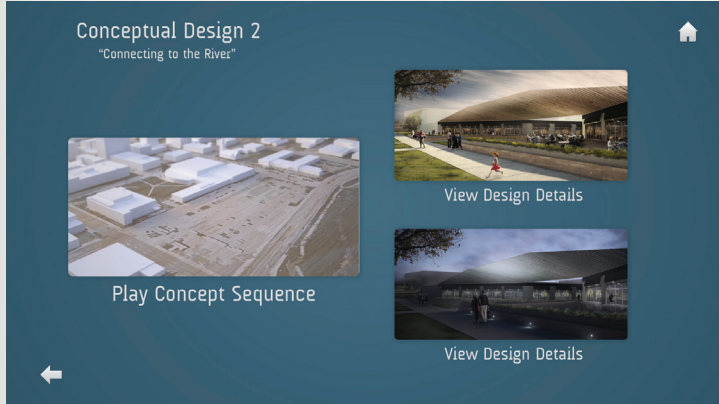 Conceptual Design 2
“Connecting to the River”
Play Concept Sequence
View Design Details
View Design Details